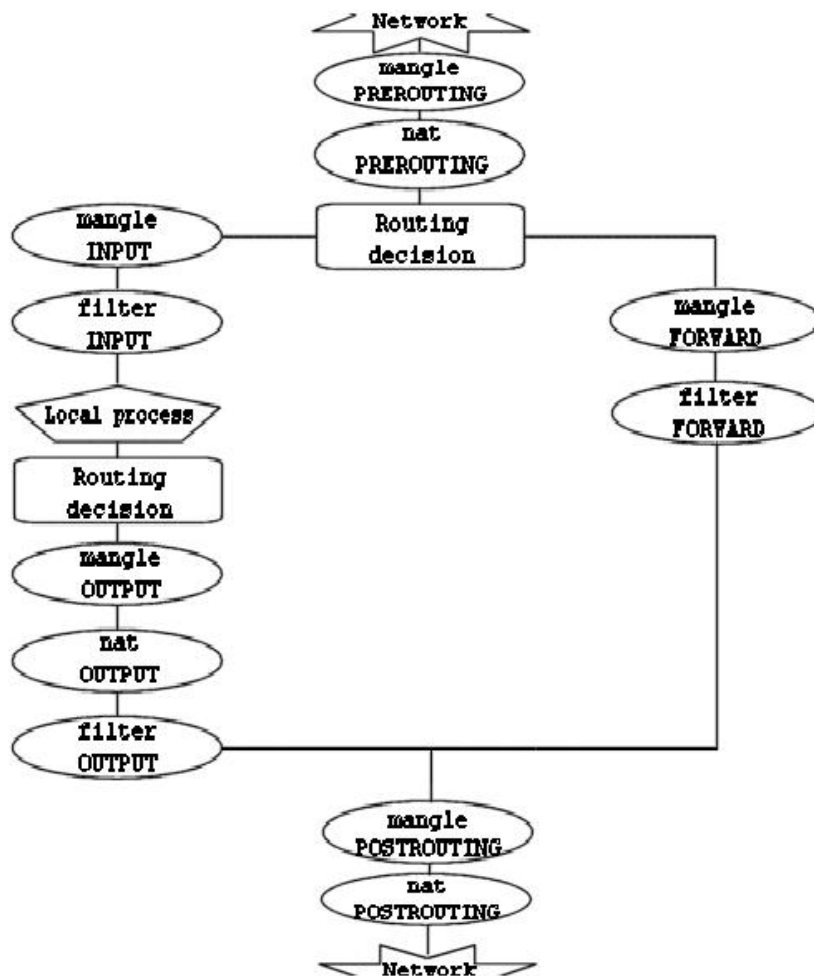 Network
mangle
PREROUTING
nat
PREROUTING
Routing
decision
mangle
INPUT
filter
INPUT
Local process
Routing
decision
mangle
OUTPUT
nat
OUTPUT
filter
OUTPUT
mangle
FORWARD
filter
FORWARD
mangle
POSTROUTING
nat
POSTROUTING
Network